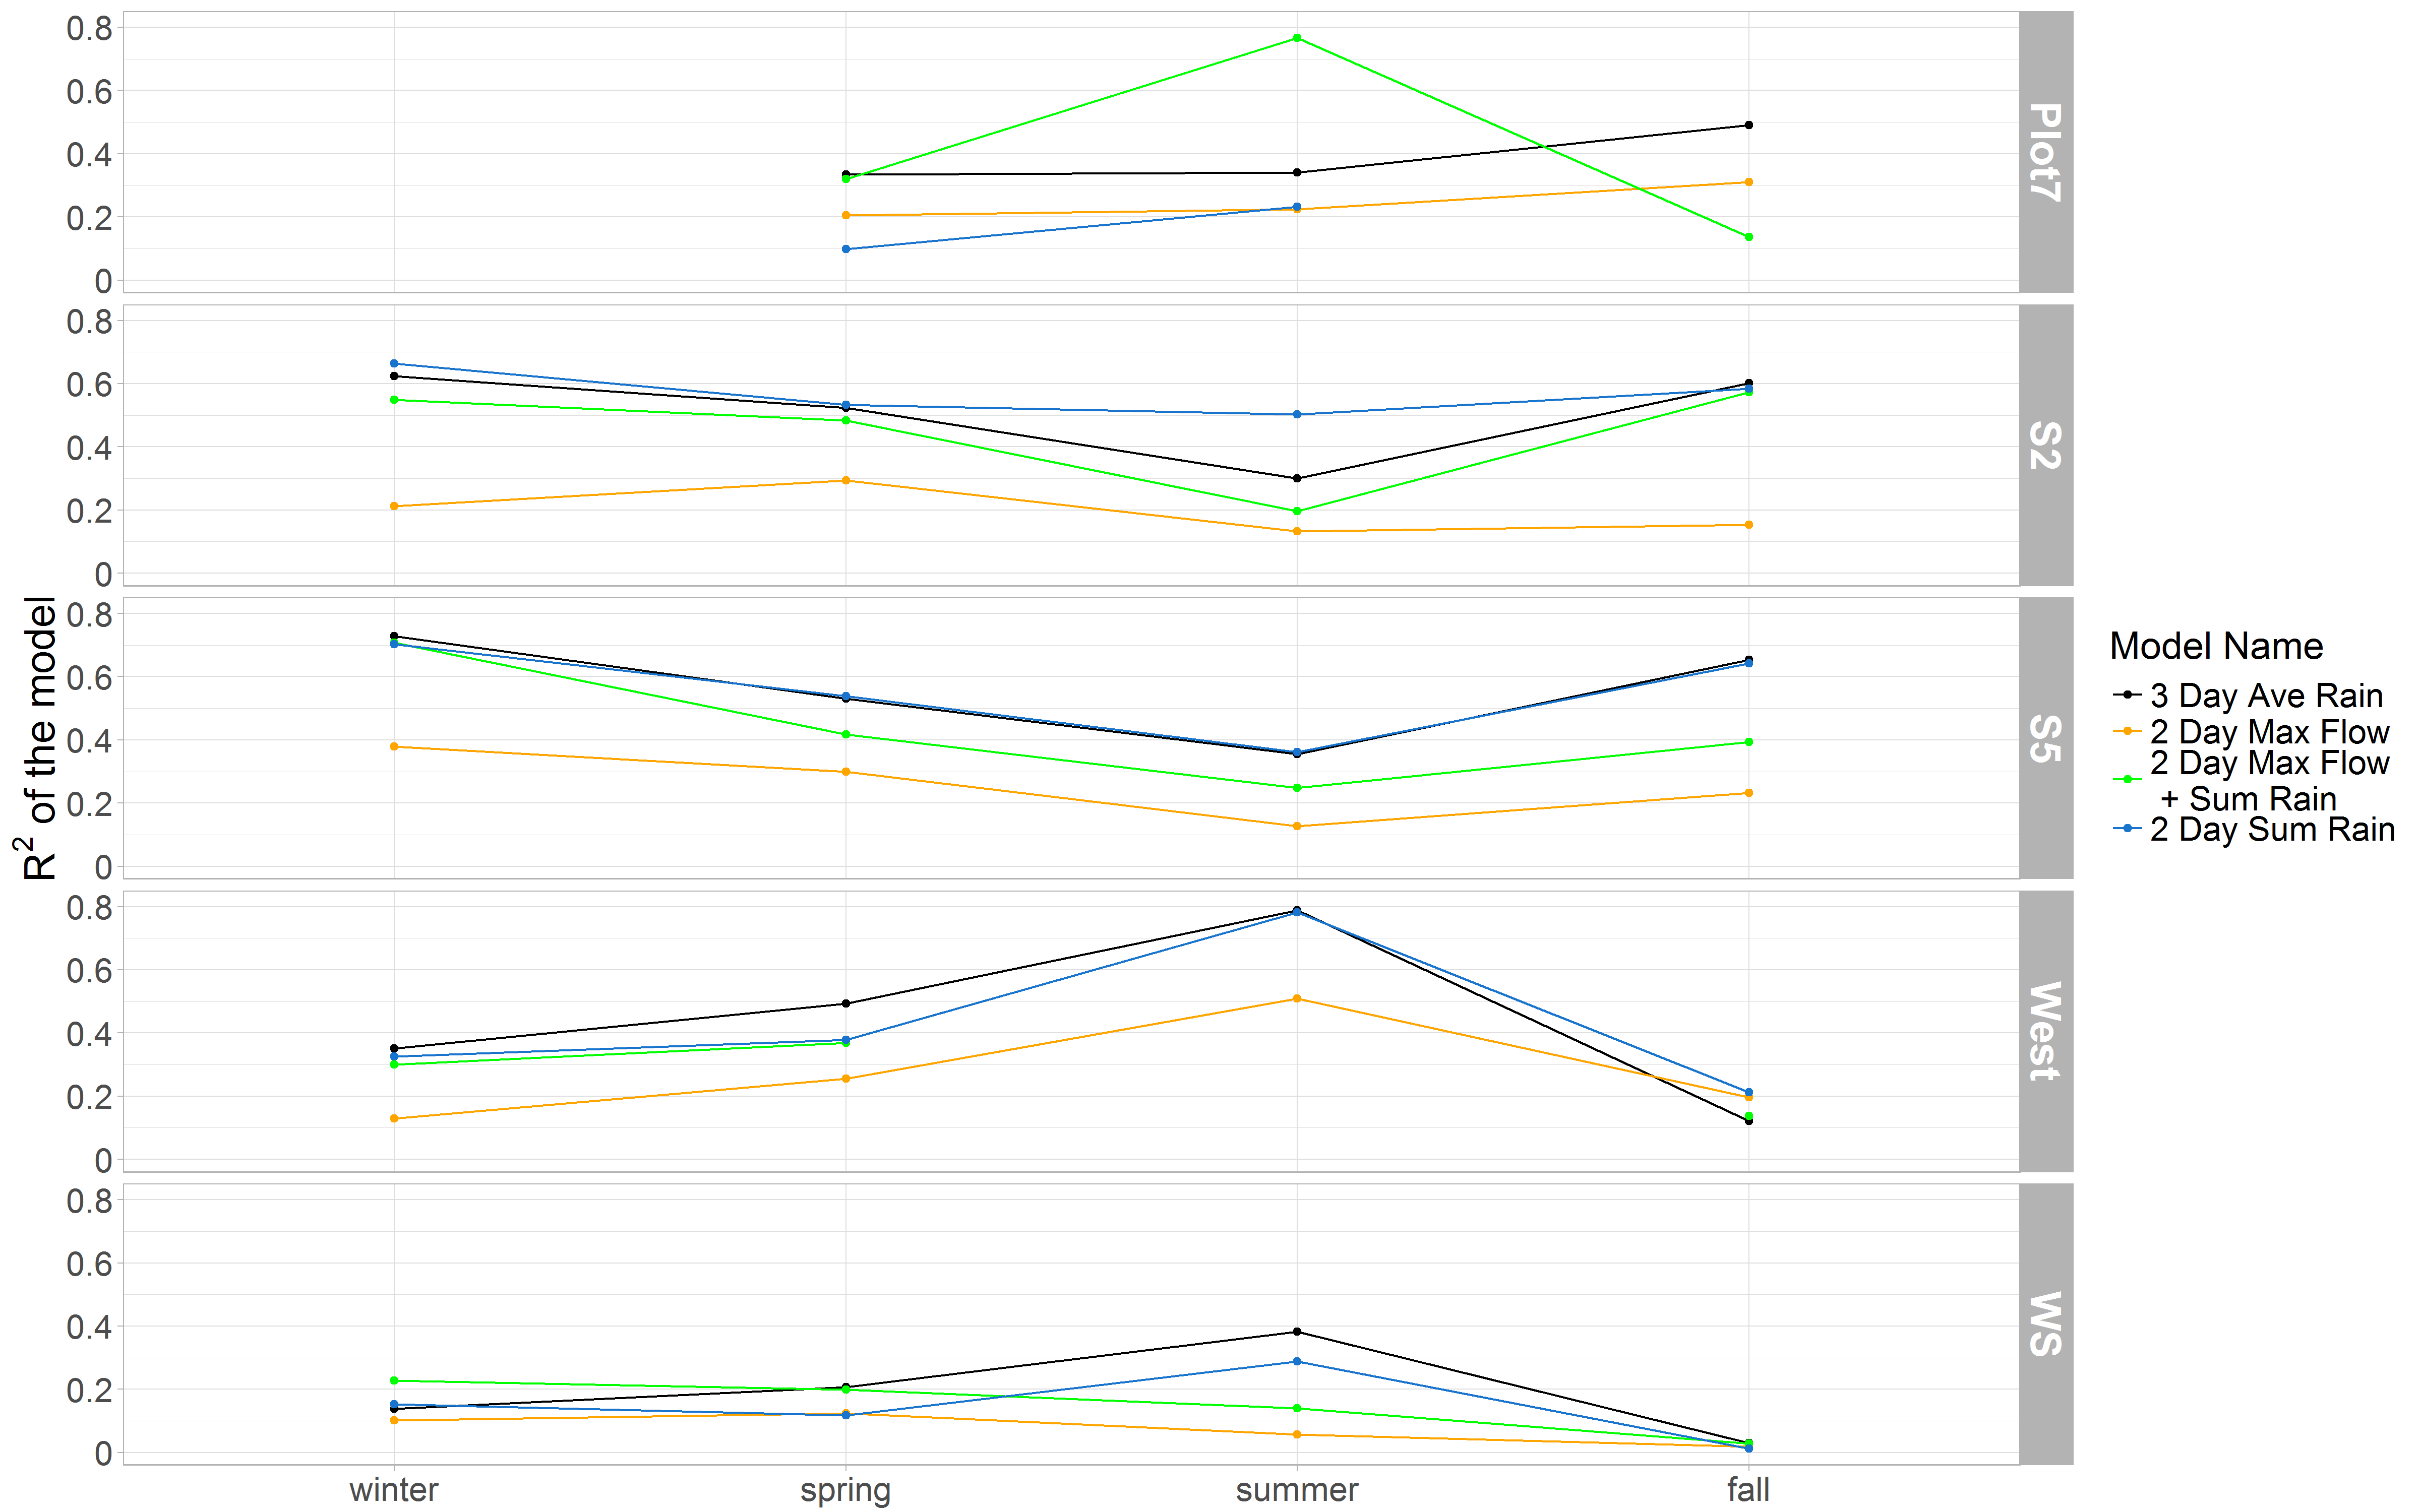 R2 of the model
0.8
0.6
0.4
0.2
0
Plot7
0.8
0.6
0.4
0.2
0
S2
0.8
0.6
0.4
0.2
0
S5
0.8
0.6
0.4
0.2
0
West
0.8
0.6
0.4
0.2
0
WS
winter spring summer fall
Model Name
3 Day Ave Rain
2 Day Max Flow
2 Day Max Flow
+ Sum Rain
2 Day Sum Rain